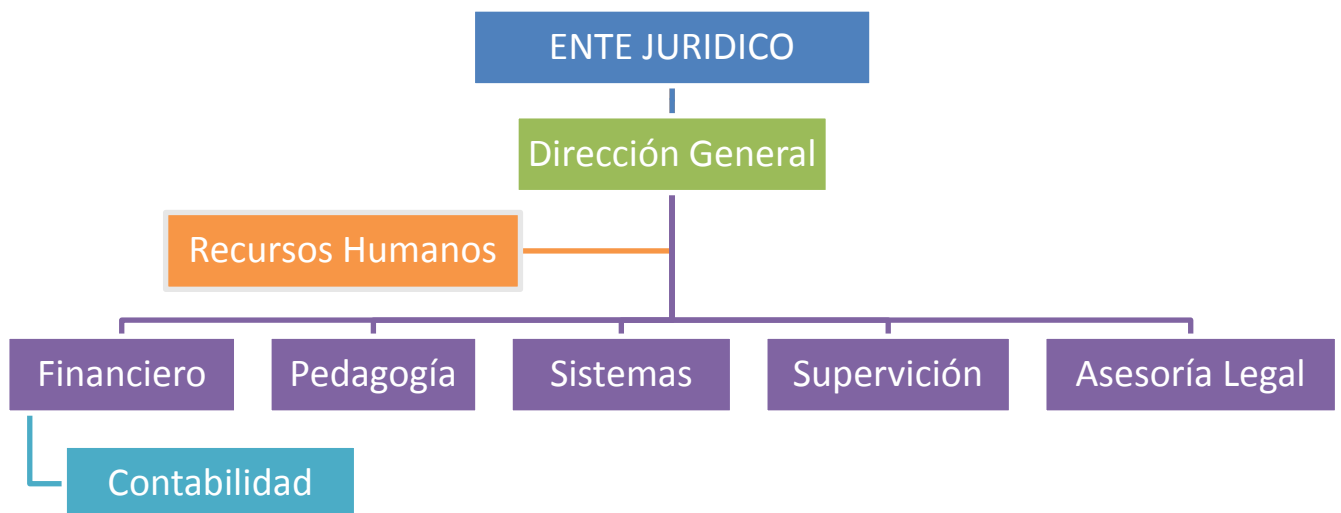 ENTE JURIDICO
Dirección General
Recursos Humanos
Financiero
Pedagogía
Sistemas
Supervición
Asesoría Legal
Contabilidad